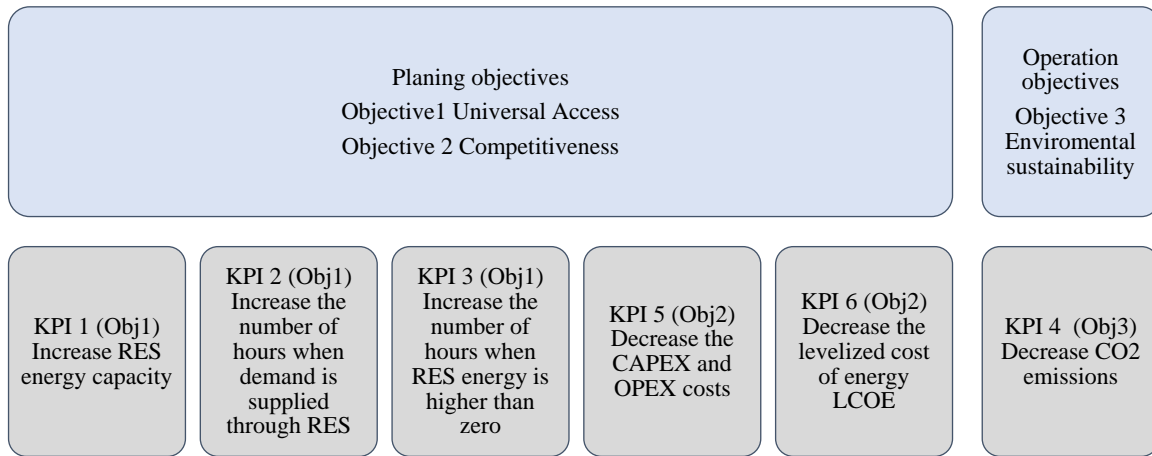 Planing objectives
Objective1 Universal Access
Objective 2 Competitiveness
Operation
objectives
Objective 3
Enviromental
sustainability
KPI 1 (Obj1)
Increase RES
energy capacity
KPI 2 (Obj1)
Increase the
number of
hours when
demand is
supplied
through RES
KPI 3 (Obj1)
Increase the
number of
hours when
RES energy is
higher than
zero
KPI 5 (Obj2)
Decrease the
CAPEX and
OPEX costs
KPI 6 (Obj2)
Decrease the
levelized cost
of energy
LCOE
KPI 4 (Obj3)
Decrease CO2
emissions